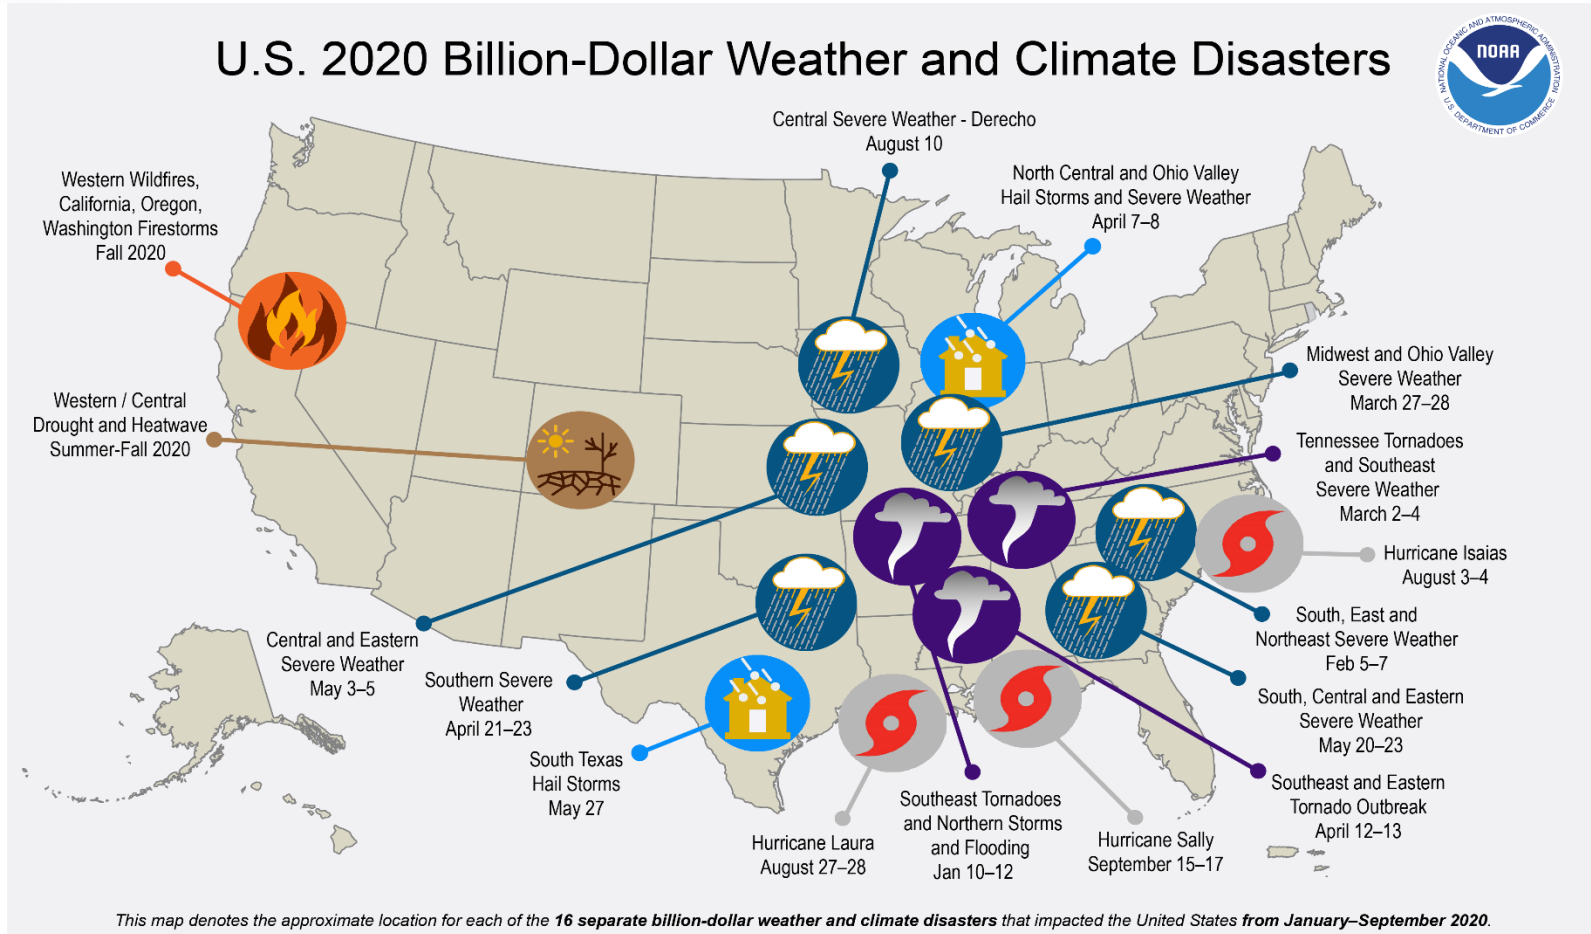 U.S. 2020 Billion-Dollar Weather and Climate Disasters
NATIONAL OCEANIC AND ATMOSPHERIC ADMINISTRATION
NOAA
U.S. DEPARTMENT OF COMMERCE
Central Severe Weather - Derecho
August 10
North Central and Ohio Valley
Hail Storms and Severe Weather
April 7–8
Western Wildfires,
California, Oregon,
Washington Firestorms
Fall 2020
Midwest and Ohio Valley
Severe Weather
March 27–28
Western / Central
Drought and Heatwave
Summer-Fall 2020
Tennessee Tornadoes
and Southeast
Severe Weather
March 2–4
Hurricane Isaias
August 3–4
South, East and
Northeast Severe Weather
Feb 5–7
Central and Eastern
Severe Weather
May 3–5
Southern Severe
Weather
April 21–23
South, Central and Eastern
Severe Weather
May 20–23
South Texas
Hail Storms
May 27
Southeast and Eastern
Tornado Outbreak
April 12–13
Hurricane Laura
August 27–28
Southeast Tornadoes
and Northern Storms
and Flooding
Jan 10–12
Hurricane Sally
September 15–17
This map denotes the approximate location for each of the 16 separate billion-dollar weather and climate disasters that impacted the United States from January–September 2020.